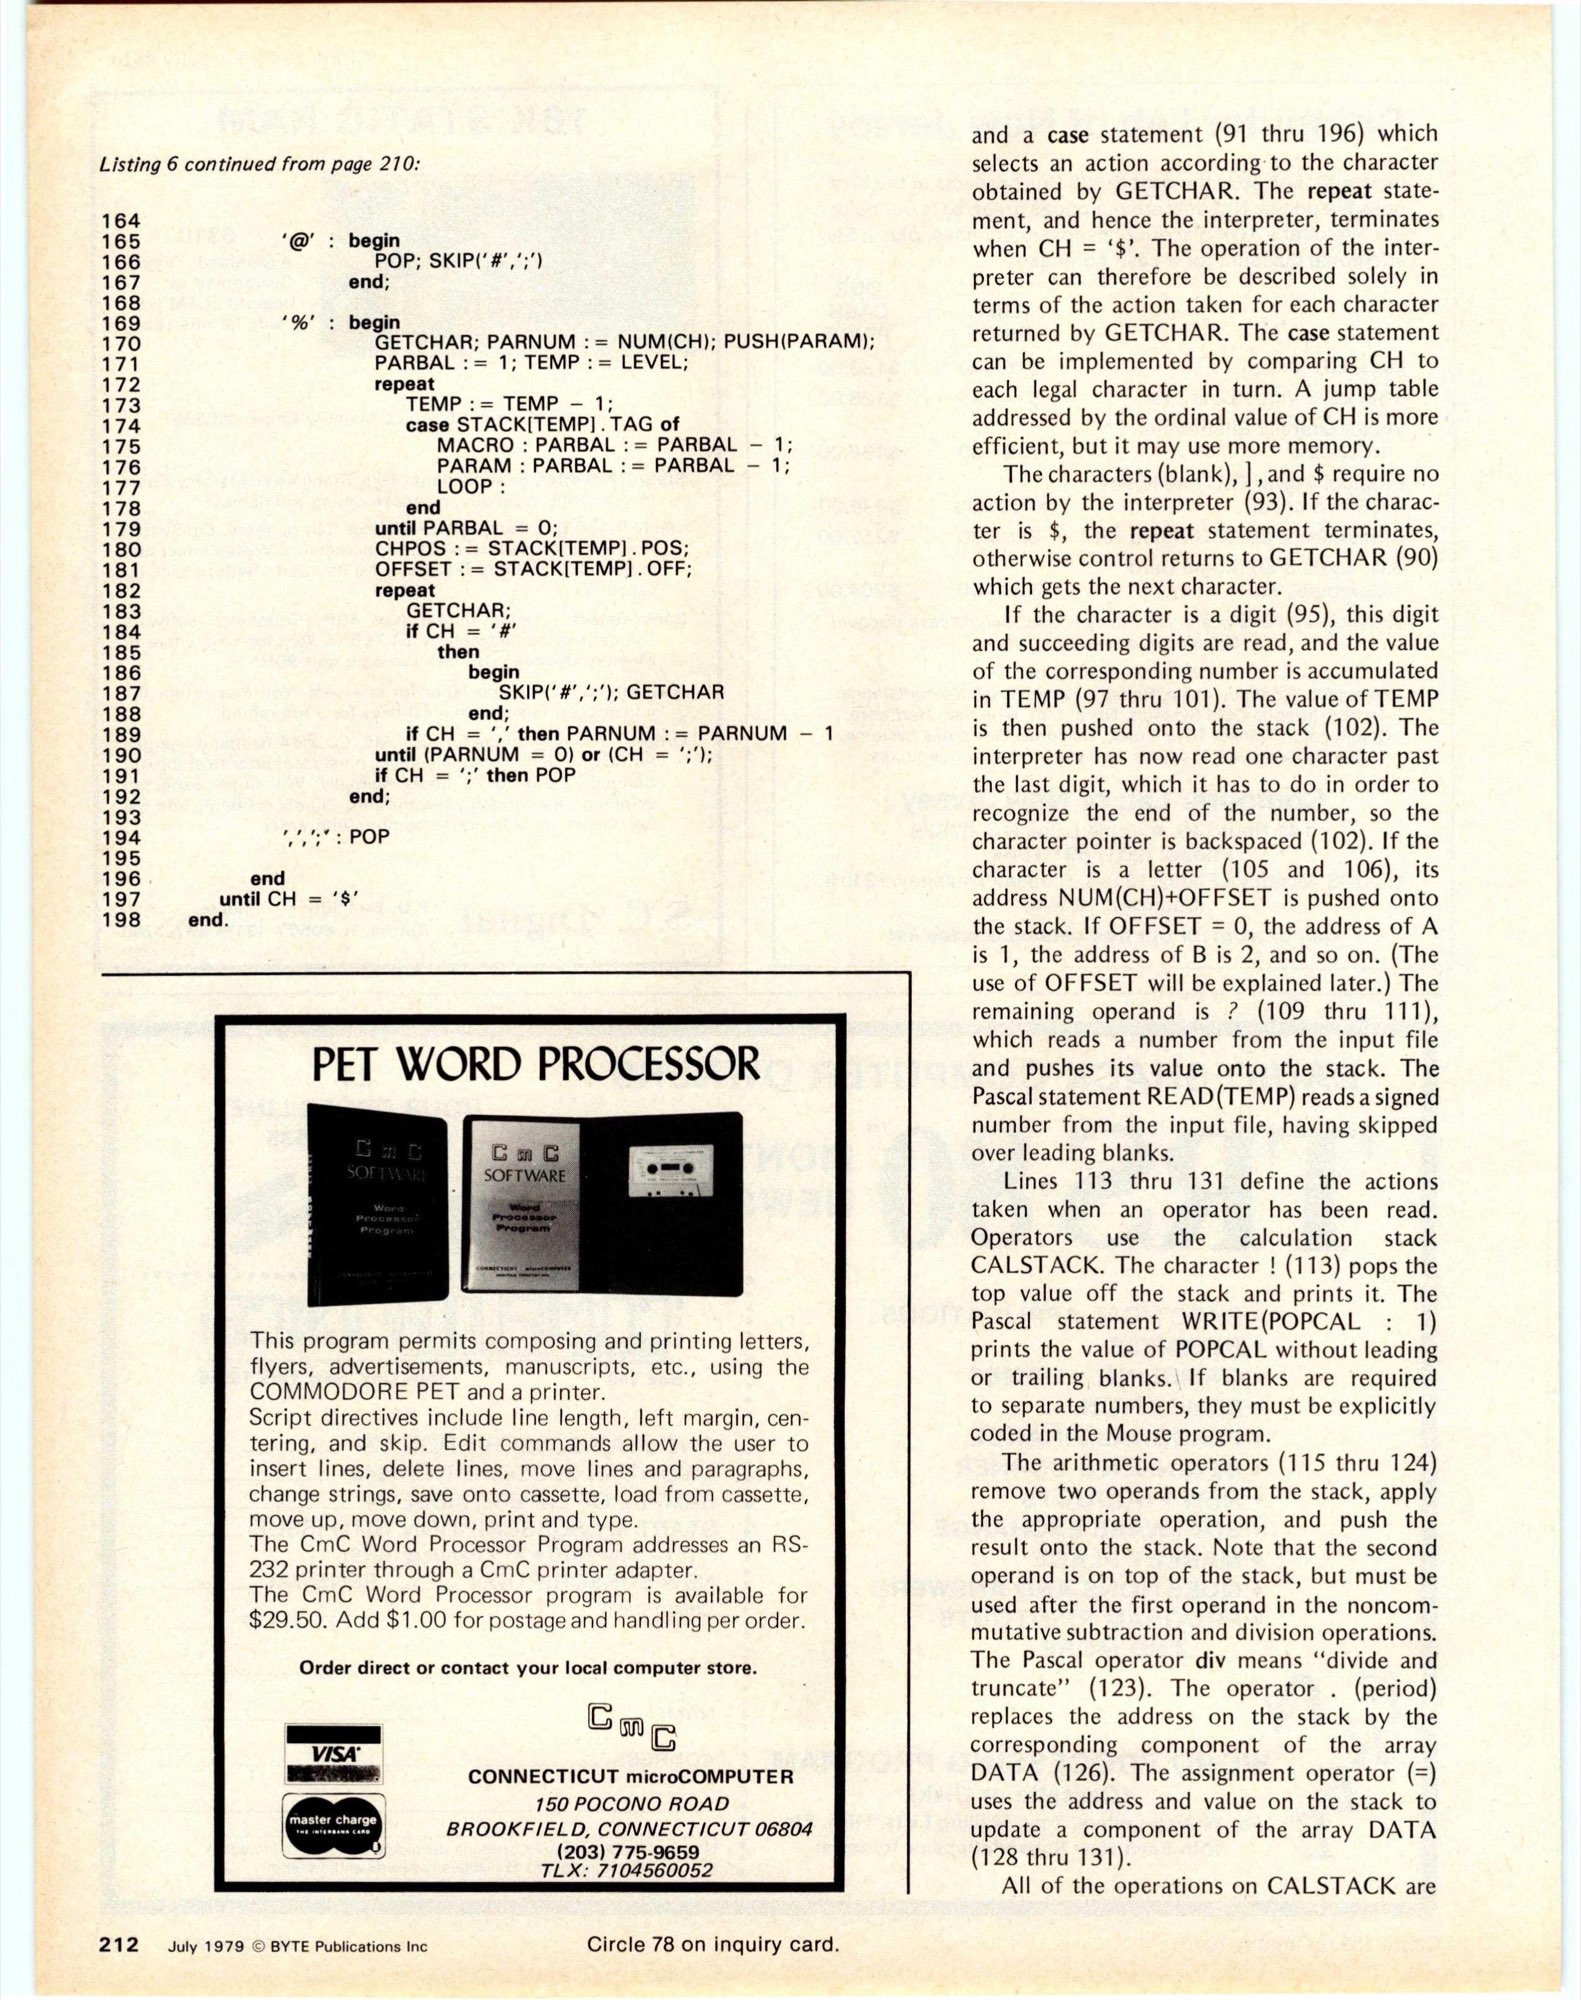 Listing 6 continued from page 210:
164
165 '@' : begin
166 POP; SKIP('#',';')
167 end;
168
169 '%' : begin
170 GETCHAR; PARNUM := NUM(CH); PUSH(PARAM);
171 PARBAL := 1; TEMP := LEVEL;
172 repeat
173 TEMP := TEMP – 1;
174 case STACK[TEMP].TAG of
175 MACRO : PARBAL := PARBAL – 1;
176 PARAM : PARBAL := PARBAL – 1;
177 LOOP :
178 end
179 until PARBAL = 0;
180 CHPOS := STACK[TEMP].POS;
181 OFFSET := STACK[TEMP].OFF;
182 repeat
183 GETCHAR;
184 if CH = '#'
185 then
186 begin
187 SKIP('#',';'); GETCHAR
188 end;
189 if CH = ',' then PARNUM := PARNUM – 1
190 until (PARNUM = 0) or (CH = ';');
191 if CH = ';' then POP
192 end;
193
194 ',',';' : POP
195
196 end
197 until CH = '$'
198 end.
PET WORD PROCESSOR
CmC
SOFTWARE
Word
Processor
Program
CmC
SOFTWARE
Word
Processor
Program
CONNECTICUT microCOMPUTER
This program permits composing and printing letters,
flyers, advertisements, manuscripts, etc., using the
COMMODORE PET and a printer.
Script directives include line length, left margin, cen-
tering, and skip. Edit commands allow the user to
insert lines, delete lines, move lines and paragraphs,
change strings, save onto cassette, load from cassette,
move up, move down, print and type.
The CmC Word Processor Program addresses an RS-
232 printer through a CmC printer adapter.
The CmC Word Processor program is available for
$29.50. Add $1.00 for postage and handling per order.
Order direct or contact your local computer store.
CmC
VISA
master charge
THE INTERBANK CARD
CONNECTICUT microCOMPUTER
150 POCONO ROAD
BROOKFIELD, CONNECTICUT 06804
(203) 775-9659
TLX: 7104560052
and a case statement (91 thru 196) which
selects an action according to the character
obtained by GETCHAR. The repeat state-
ment, and hence the interpreter, terminates
when CH = '$'. The operation of the inter-
preter can therefore be described solely in
terms of the action taken for each character
returned by GETCHAR. The case statement
can be implemented by comparing CH to
each legal character in turn. A jump table
addressed by the ordinal value of CH is more
efficient, but it may use more memory.
The characters (blank), ], and $ require no
action by the interpreter (93). If the charac-
ter is $, the repeat statement terminates,
otherwise control returns to GETCHAR (90)
which gets the next character.
If the character is a digit (95), this digit
and succeeding digits are read, and the value
of the corresponding number is accumulated
in TEMP (97 thru 101). The value of TEMP
is then pushed onto the stack (102). The
interpreter has now read one character past
the last digit, which it has to do in order to
recognize the end of the number, so the
character pointer is backspaced (102). If the
character is a letter (105 and 106), its
address NUM(CH)+OFFSET is pushed onto
the stack. If OFFSET = 0, the address of A
is 1, the address of B is 2, and so on. (The
use of OFFSET will be explained later.) The
remaining operand is ? (109 thru 111),
which reads a number from the input file
and pushes its value onto the stack. The
Pascal statement READ(TEMP) reads a signed
number from the input file, having skipped
over leading blanks.
Lines 113 thru 131 define the actions
taken when an operator has been read.
Operators use the calculation stack
CALSTACK. The character ! (113) pops the
top value off the stack and prints it. The
Pascal statement WRITE(POPCAL : 1)
prints the value of POPCAL without leading
or trailing blanks. If blanks are required
to separate numbers, they must be explicitly
coded in the Mouse program.
The arithmetic operators (115 thru 124)
remove two operands from the stack, apply
the appropriate operation, and push the
result onto the stack. Note that the second
operand is on top of the stack, but must be
used after the first operand in the noncom-
mutative subtraction and division operations.
The Pascal operator div means "divide and
truncate" (123). The operator . (period)
replaces the address on the stack by the
corresponding component of the array
DATA (126). The assignment operator (=)
uses the address and value on the stack to
update a component of the array DATA
(128 thru 131).
All of the operations on CALSTACK are
212 July 1979 © BYTE Publications Inc
Circle 78 on inquiry card.